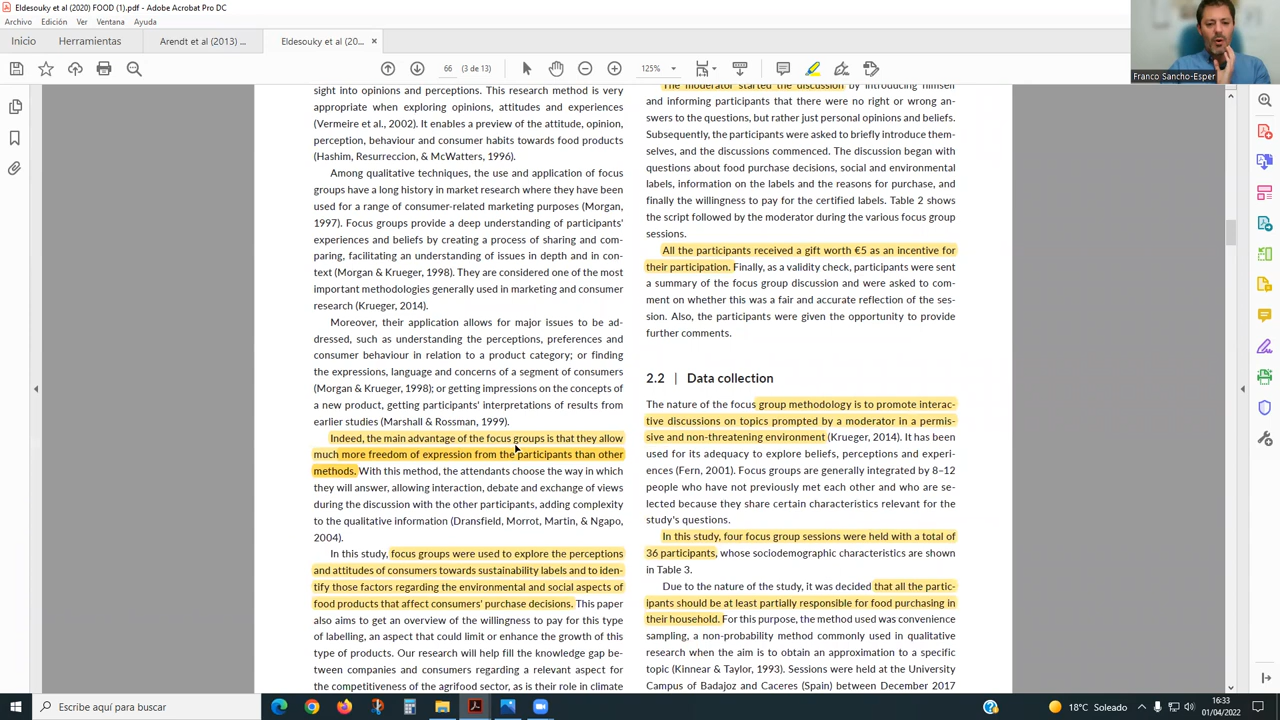 Eldesouky et al (2020) FOOD (1).pdf - Adobe Acrobat Pro DC
Archivo Edición Ver Ventana Ayuda
Inicio Herramientas Arendt et al (2013) ... Eldesouky et al (20...
66 (3 de 13) 125%
Franco Sancho-Esper
sight into opinions and perceptions. This research method is very
appropriate when exploring opinions, attitudes and experiences
(Vermeire et al., 2002). It enables a preview of the attitude, opinion,
perception, behaviour and consumer habits towards food products
(Hashim, Resurreccion, & McWatters, 1996).
Among qualitative techniques, the use and application of focus
groups have a long history in market research where they have been
used for a range of consumer-related marketing purposes (Morgan,
1997). Focus groups provide a deep understanding of participants'
experiences and beliefs by creating a process of sharing and com-
paring, facilitating an understanding of issues in depth and in con-
text (Morgan & Krueger, 1998). They are considered one of the most
important methodologies generally used in marketing and consumer
research (Krueger, 2014).
Moreover, their application allows for major issues to be ad-
dressed, such as understanding the perceptions, preferences and
consumer behaviour in relation to a product category; or finding
the expressions, language and concerns of a segment of consumers
(Morgan & Krueger, 1998); or getting impressions on the concepts of
a new product, getting participants' interpretations of results from
earlier studies (Marshall & Rossman, 1999).
Indeed, the main advantage of the focus groups is that they allow
much more freedom of expression from the participants than other
methods. With this method, the attendants choose the way in which
they will answer, allowing interaction, debate and exchange of views
during the discussion with the other participants, adding complexity
to the qualitative information (Dransfield, Morrot, Martin, & Ngapo,
2004).
In this study, focus groups were used to explore the perceptions
and attitudes of consumers towards sustainability labels and to iden-
tify those factors regarding the environmental and social aspects of
food products that affect consumers' purchase decisions. This paper
also aims to get an overview of the willingness to pay for this type
of labelling, an aspect that could limit or enhance the growth of this
type of products. Our research will help fill the knowledge gap be-
tween companies and consumers regarding a relevant aspect for
the competitiveness of the agrifood sector, as is their role in climate
The moderator started the discussion by introducing himself
and informing participants that there were no right or wrong an-
swers to the questions, but rather just personal opinions and beliefs.
Subsequently, the participants were asked to briefly introduce them-
selves, and the discussions commenced. The discussion began with
questions about food purchase decisions, social and environmental
labels, information on the labels and the reasons for purchase, and
finally the willingness to pay for the certified labels. Table 2 shows
the script followed by the moderator during the various focus group
sessions.
All the participants received a gift worth €5 as an incentive for
their participation. Finally, as a validity check, participants were sent
a summary of the focus group discussion and were asked to com-
ment on whether this was a fair and accurate reflection of the ses-
sion. Also, the participants were given the opportunity to provide
further comments.
2.2 | Data collection
The nature of the focus group methodology is to promote interac-
tive discussions on topics prompted by a moderator in a permis-
sive and non-threatening environment (Krueger, 2014). It has been
used for its adequacy to explore beliefs, perceptions and experi-
ences (Fern, 2001). Focus groups are generally integrated by 8–12
people who have not previously met each other and who are se-
lected because they share certain characteristics relevant for the
study's questions.
In this study, four focus group sessions were held with a total of
36 participants, whose sociodemographic characteristics are shown
in Table 3.
Due to the nature of the study, it was decided that all the partic-
ipants should be at least partially responsible for food purchasing in
their household. For this purpose, the method used was convenience
sampling, a non-probability method commonly used in qualitative
research when the aim is to obtain an approximation to a specific
topic (Kinnear & Taylor, 1993). Sessions were held at the University
Campus of Badajoz and Caceres (Spain) between December 2017
Escribe aquí para buscar
18°C Soleado
16:33
01/04/2022